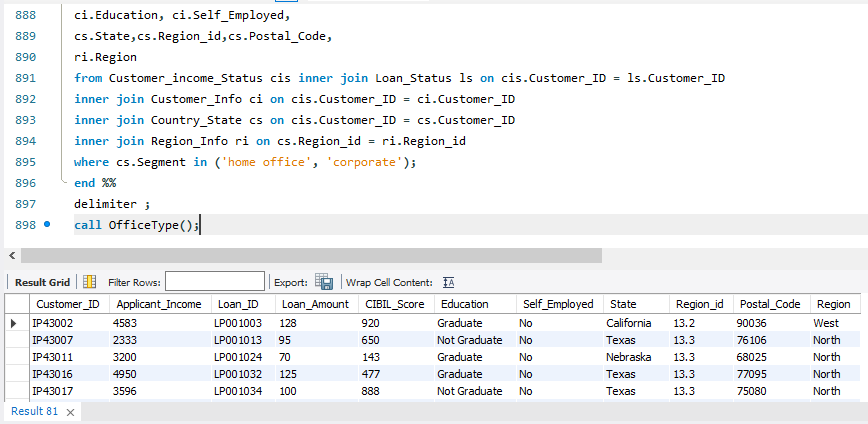 888 ci.Education, ci.Self_Employed,
889 cs.State,cs.Region_id,cs.Postal_Code,
890 ri.Region
891 from Customer_income_Status cis inner join Loan_Status ls on cis.Customer_ID = ls.Customer_ID
892 inner join Customer_Info ci on cis.Customer_ID = ci.Customer_ID
893 inner join Country_State cs on cis.Customer_ID = cs.Customer_ID
894 inner join Region_Info ri on cs.Region_id = ri.Region_id
895 where cs.Segment in ('home office', 'corporate');
896 end %%
897 delimiter ;
898 call OfficeType();
Result Grid Filter Rows: Export: Wrap Cell Content:
Customer_ID Applicant_Income Loan_ID Loan_Amount CIBIL_Score Education Self_Employed State Region_id Postal_Code Region
IP43002 4583 LP001003 128 920 Graduate No California 13.2 90036 West
IP43007 2333 LP001013 95 650 Not Graduate No Texas 13.3 76106 North
IP43011 3200 LP001024 70 143 Graduate No Nebraska 13.3 68025 North
IP43016 4950 LP001032 125 477 Graduate No Texas 13.3 77095 North
IP43017 3596 LP001034 100 888 Not Graduate No Texas 13.3 75080 North
Result 81